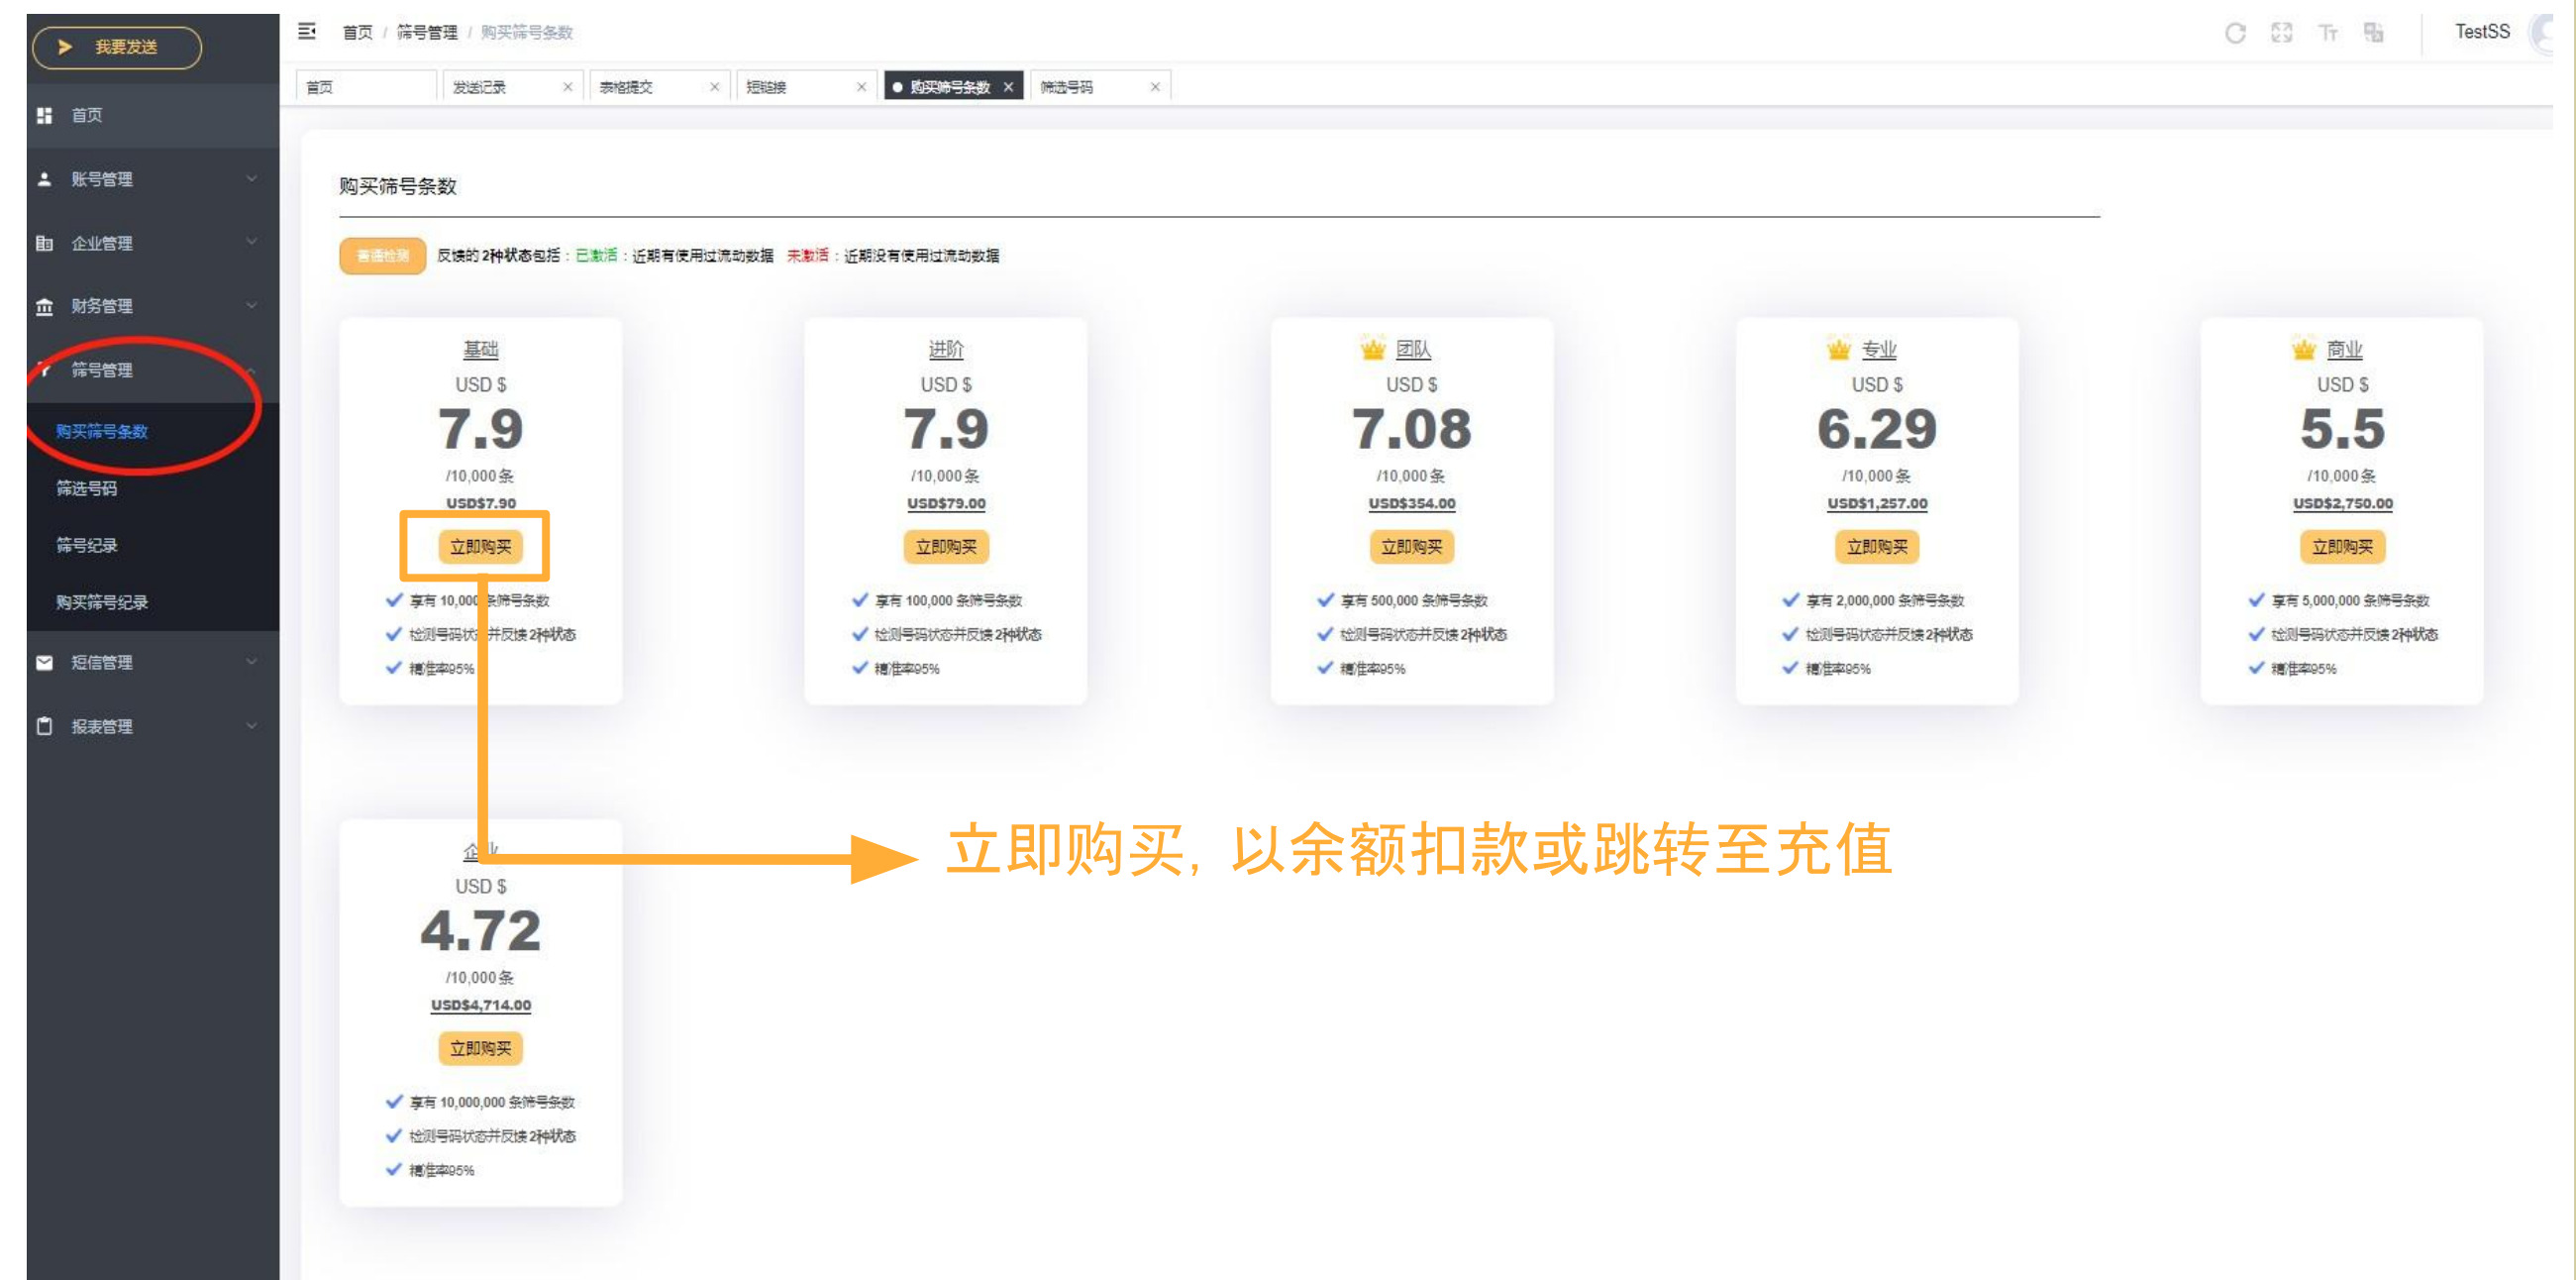 我要发送
首页
账号管理
企业管理
财务管理
筛号管理
购买筛号条数
筛选号码
筛号纪录
购买筛号纪录
短信管理
报表管理
首页 / 筛号管理 / 购买筛号条数
TestSS
首页 发送记录 × 表格提交 × 短链接 × 购买筛号条数 × 筛选号码 ×
购买筛号条数
普通检测 反馈的 2种状态包括：已激活：近期有使用过流动数据 未激活：近期没有使用过流动数据
基础
USD $
7.9
/10,000 条
USD$7.90
立即购买
享有 10,000 条筛号条数
检测号码状态并反馈 2种状态
精准率95%
进阶
USD $
7.9
/10,000 条
USD$79.00
立即购买
享有 100,000 条筛号条数
检测号码状态并反馈 2种状态
精准率95%
团队
USD $
7.08
/10,000 条
USD$354.00
立即购买
享有 500,000 条筛号条数
检测号码状态并反馈 2种状态
精准率95%
专业
USD $
6.29
/10,000 条
USD$1,257.00
立即购买
享有 2,000,000 条筛号条数
检测号码状态并反馈 2种状态
精准率95%
商业
USD $
5.5
/10,000 条
USD$2,750.00
立即购买
享有 5,000,000 条筛号条数
检测号码状态并反馈 2种状态
精准率95%
企业
USD $
4.72
/10,000 条
USD$4,714.00
立即购买
享有 10,000,000 条筛号条数
检测号码状态并反馈 2种状态
精准率95%
立即购买, 以余额扣款或跳转至充值